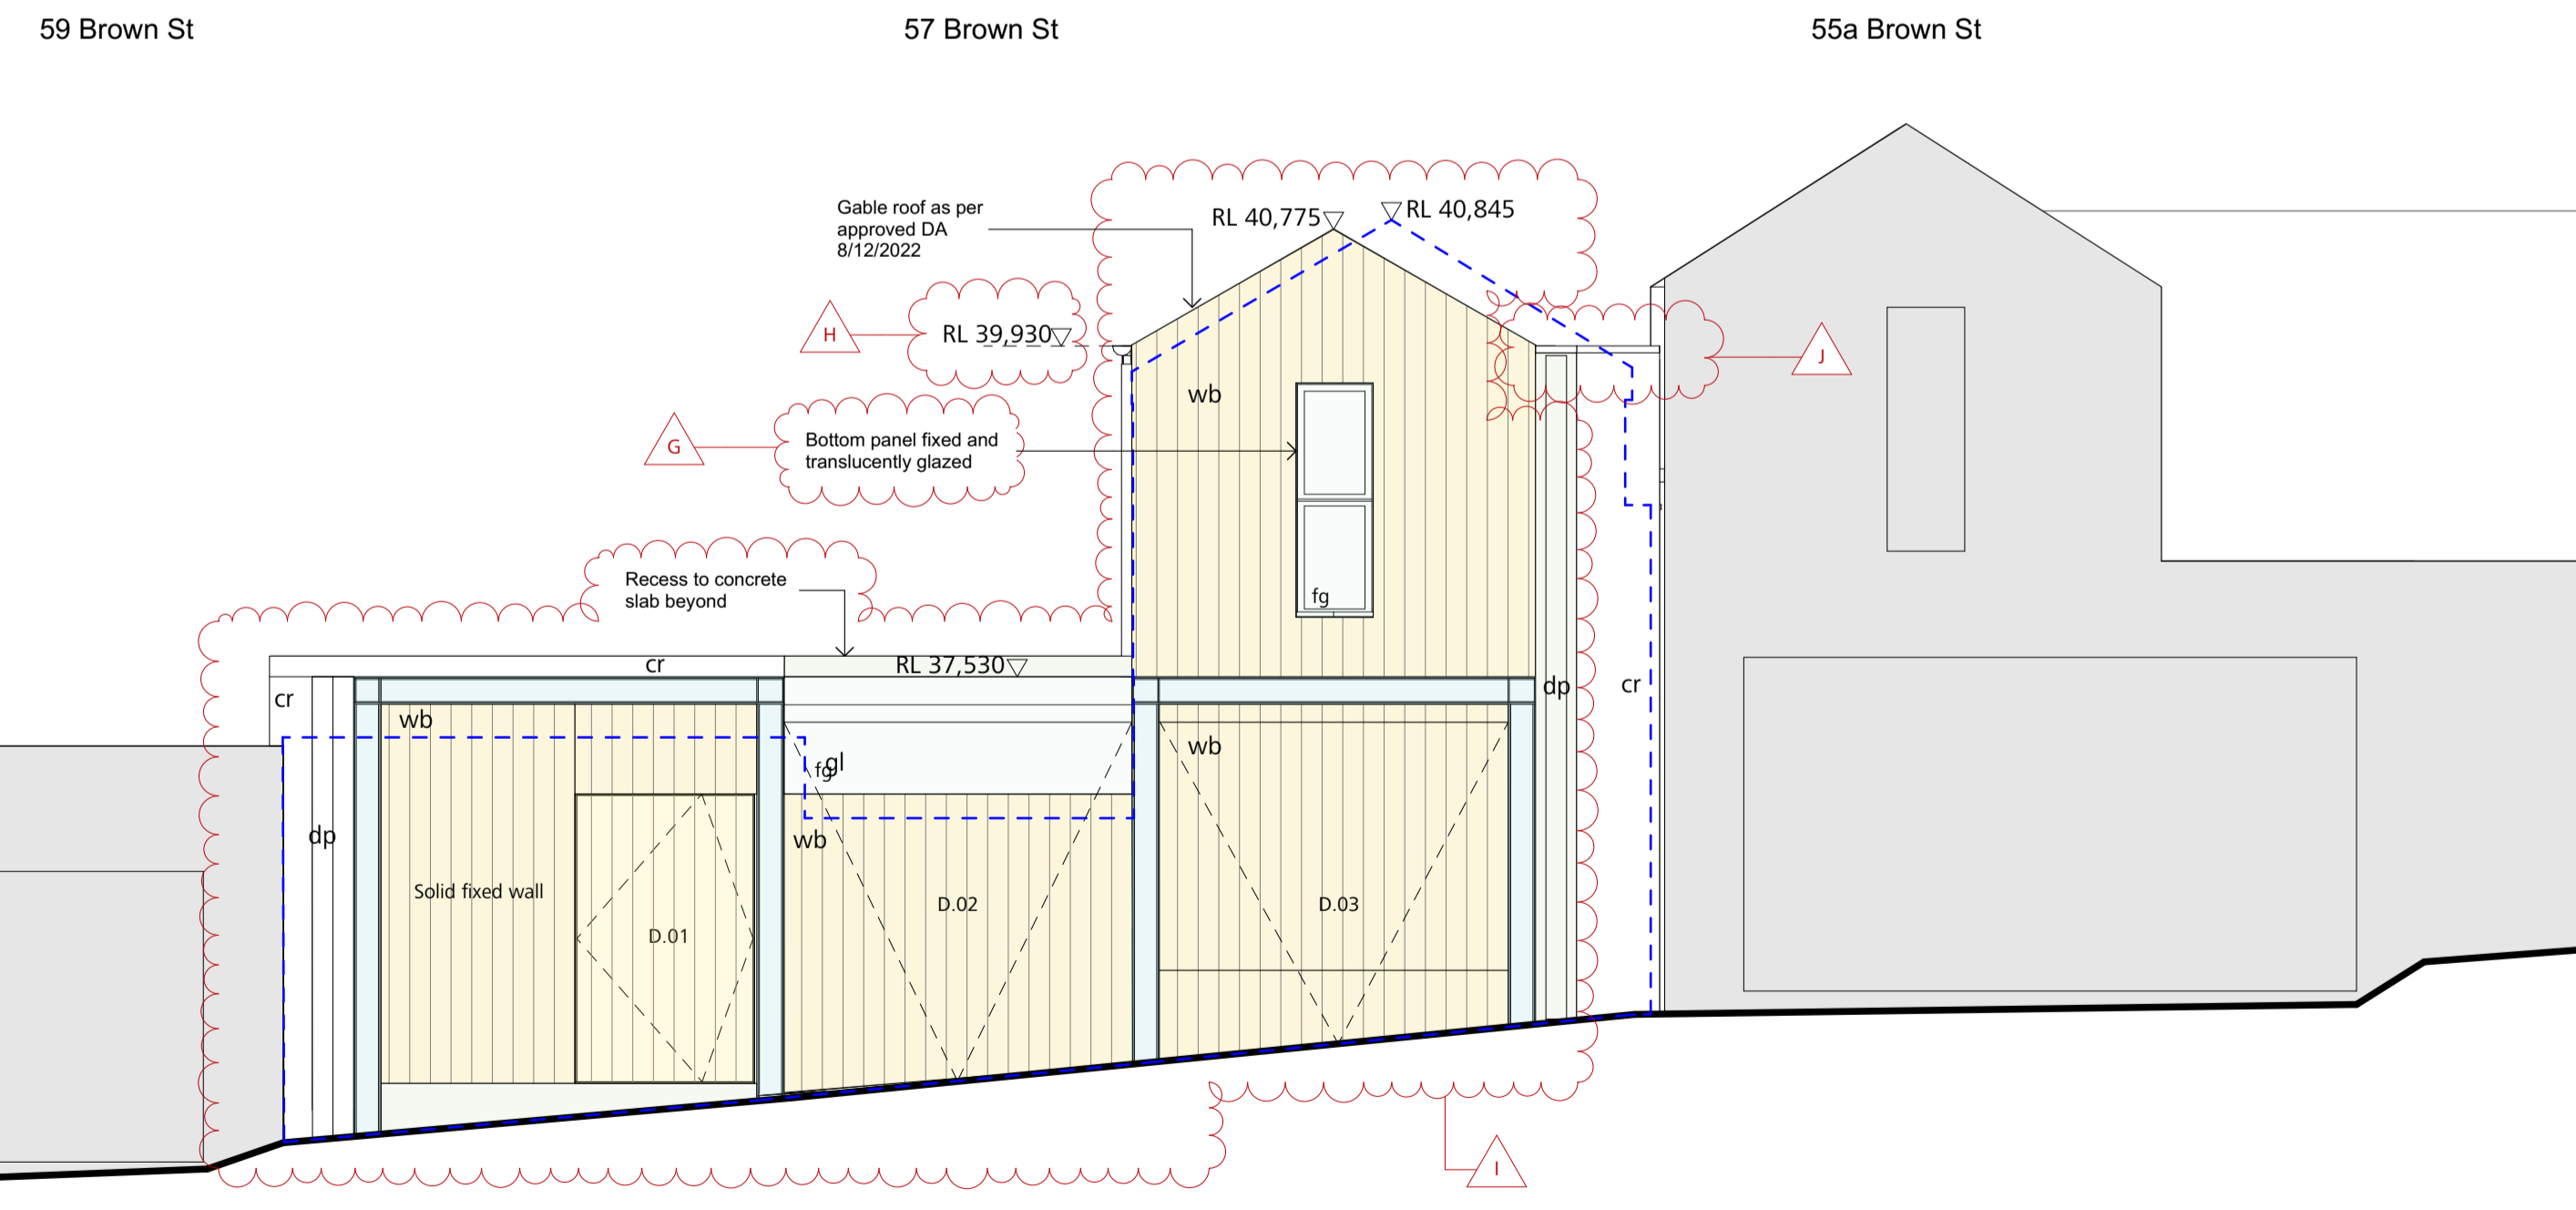 59 Brown St
57 Brown St
55a Brown St
Gable roof as per
approved DA
8/12/2022
RL 40,775
RL 40,845
H
RL 39,930
J
wb
G
Bottom panel fixed and
translucently glazed
Recess to concrete
slab beyond
fg
cr
RL 37,530
cr
dp
cr
wb
wb
fg
gl
dp
wb
Solid fixed wall
D.01
D.02
D.03
I